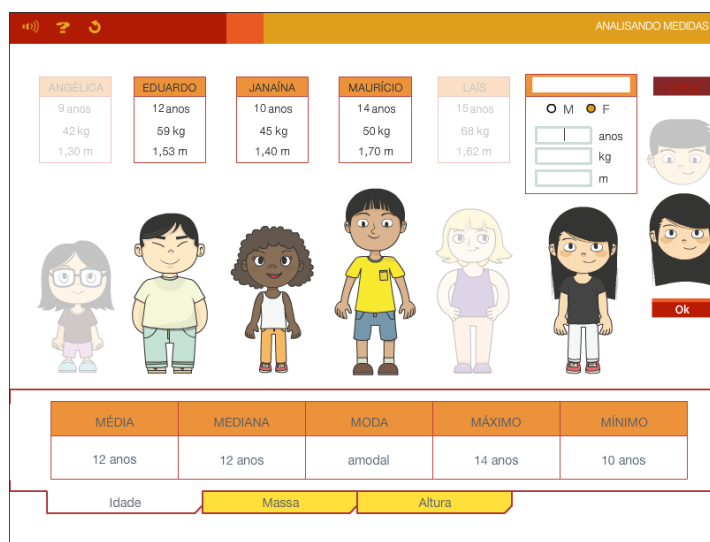 ANALISANDO MEDIDAS
ANGÉLICA
9 anos
42 kg
1,30 m
EDUARDO
12 anos
59 kg
1,53 m
JANAÍNA
10 anos
45 kg
1,40 m
MAURÍCIO
14 anos
50 kg
1,70 m
LAÍS
15 anos
68 kg
1,62 m
M F
anos
kg
m
Ok
MÉDIA MEDIANA MODA MÁXIMO MÍNIMO
12 anos 12 anos amodal 14 anos 10 anos
Idade Massa Altura